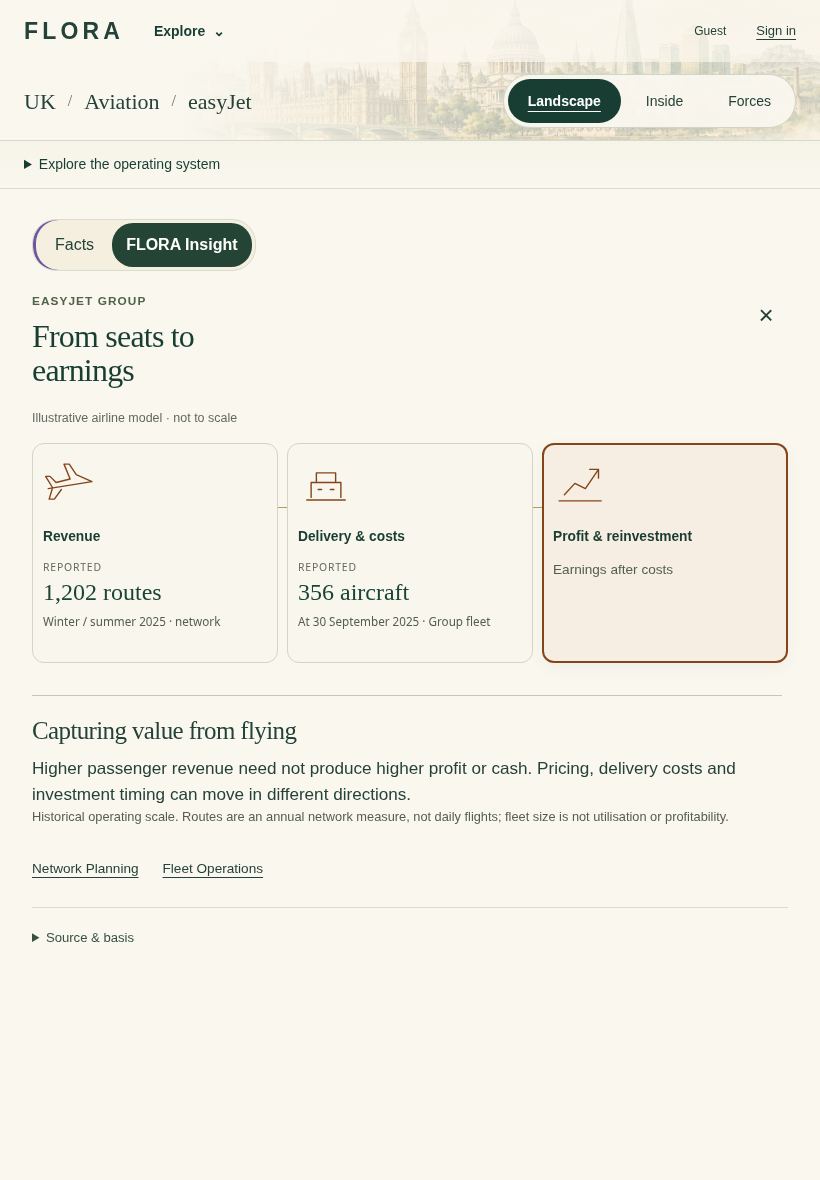 FLORA
Explore
Guest
Sign in
UK / Aviation / easyJet
Landscape
Inside
Forces
Explore the operating system
Facts
FLORA Insight
EASYJET GROUP
From seats to
earnings
Illustrative airline model · not to scale
Revenue
REPORTED
1,202 routes
Winter / summer 2025 · network
Delivery & costs
REPORTED
356 aircraft
At 30 September 2025 · Group fleet
Profit & reinvestment
Earnings after costs
Capturing value from flying
Higher passenger revenue need not produce higher profit or cash. Pricing, delivery costs and
investment timing can move in different directions.
Historical operating scale. Routes are an annual network measure, not daily flights; fleet size is not utilisation or profitability.
Network Planning
Fleet Operations
Source & basis